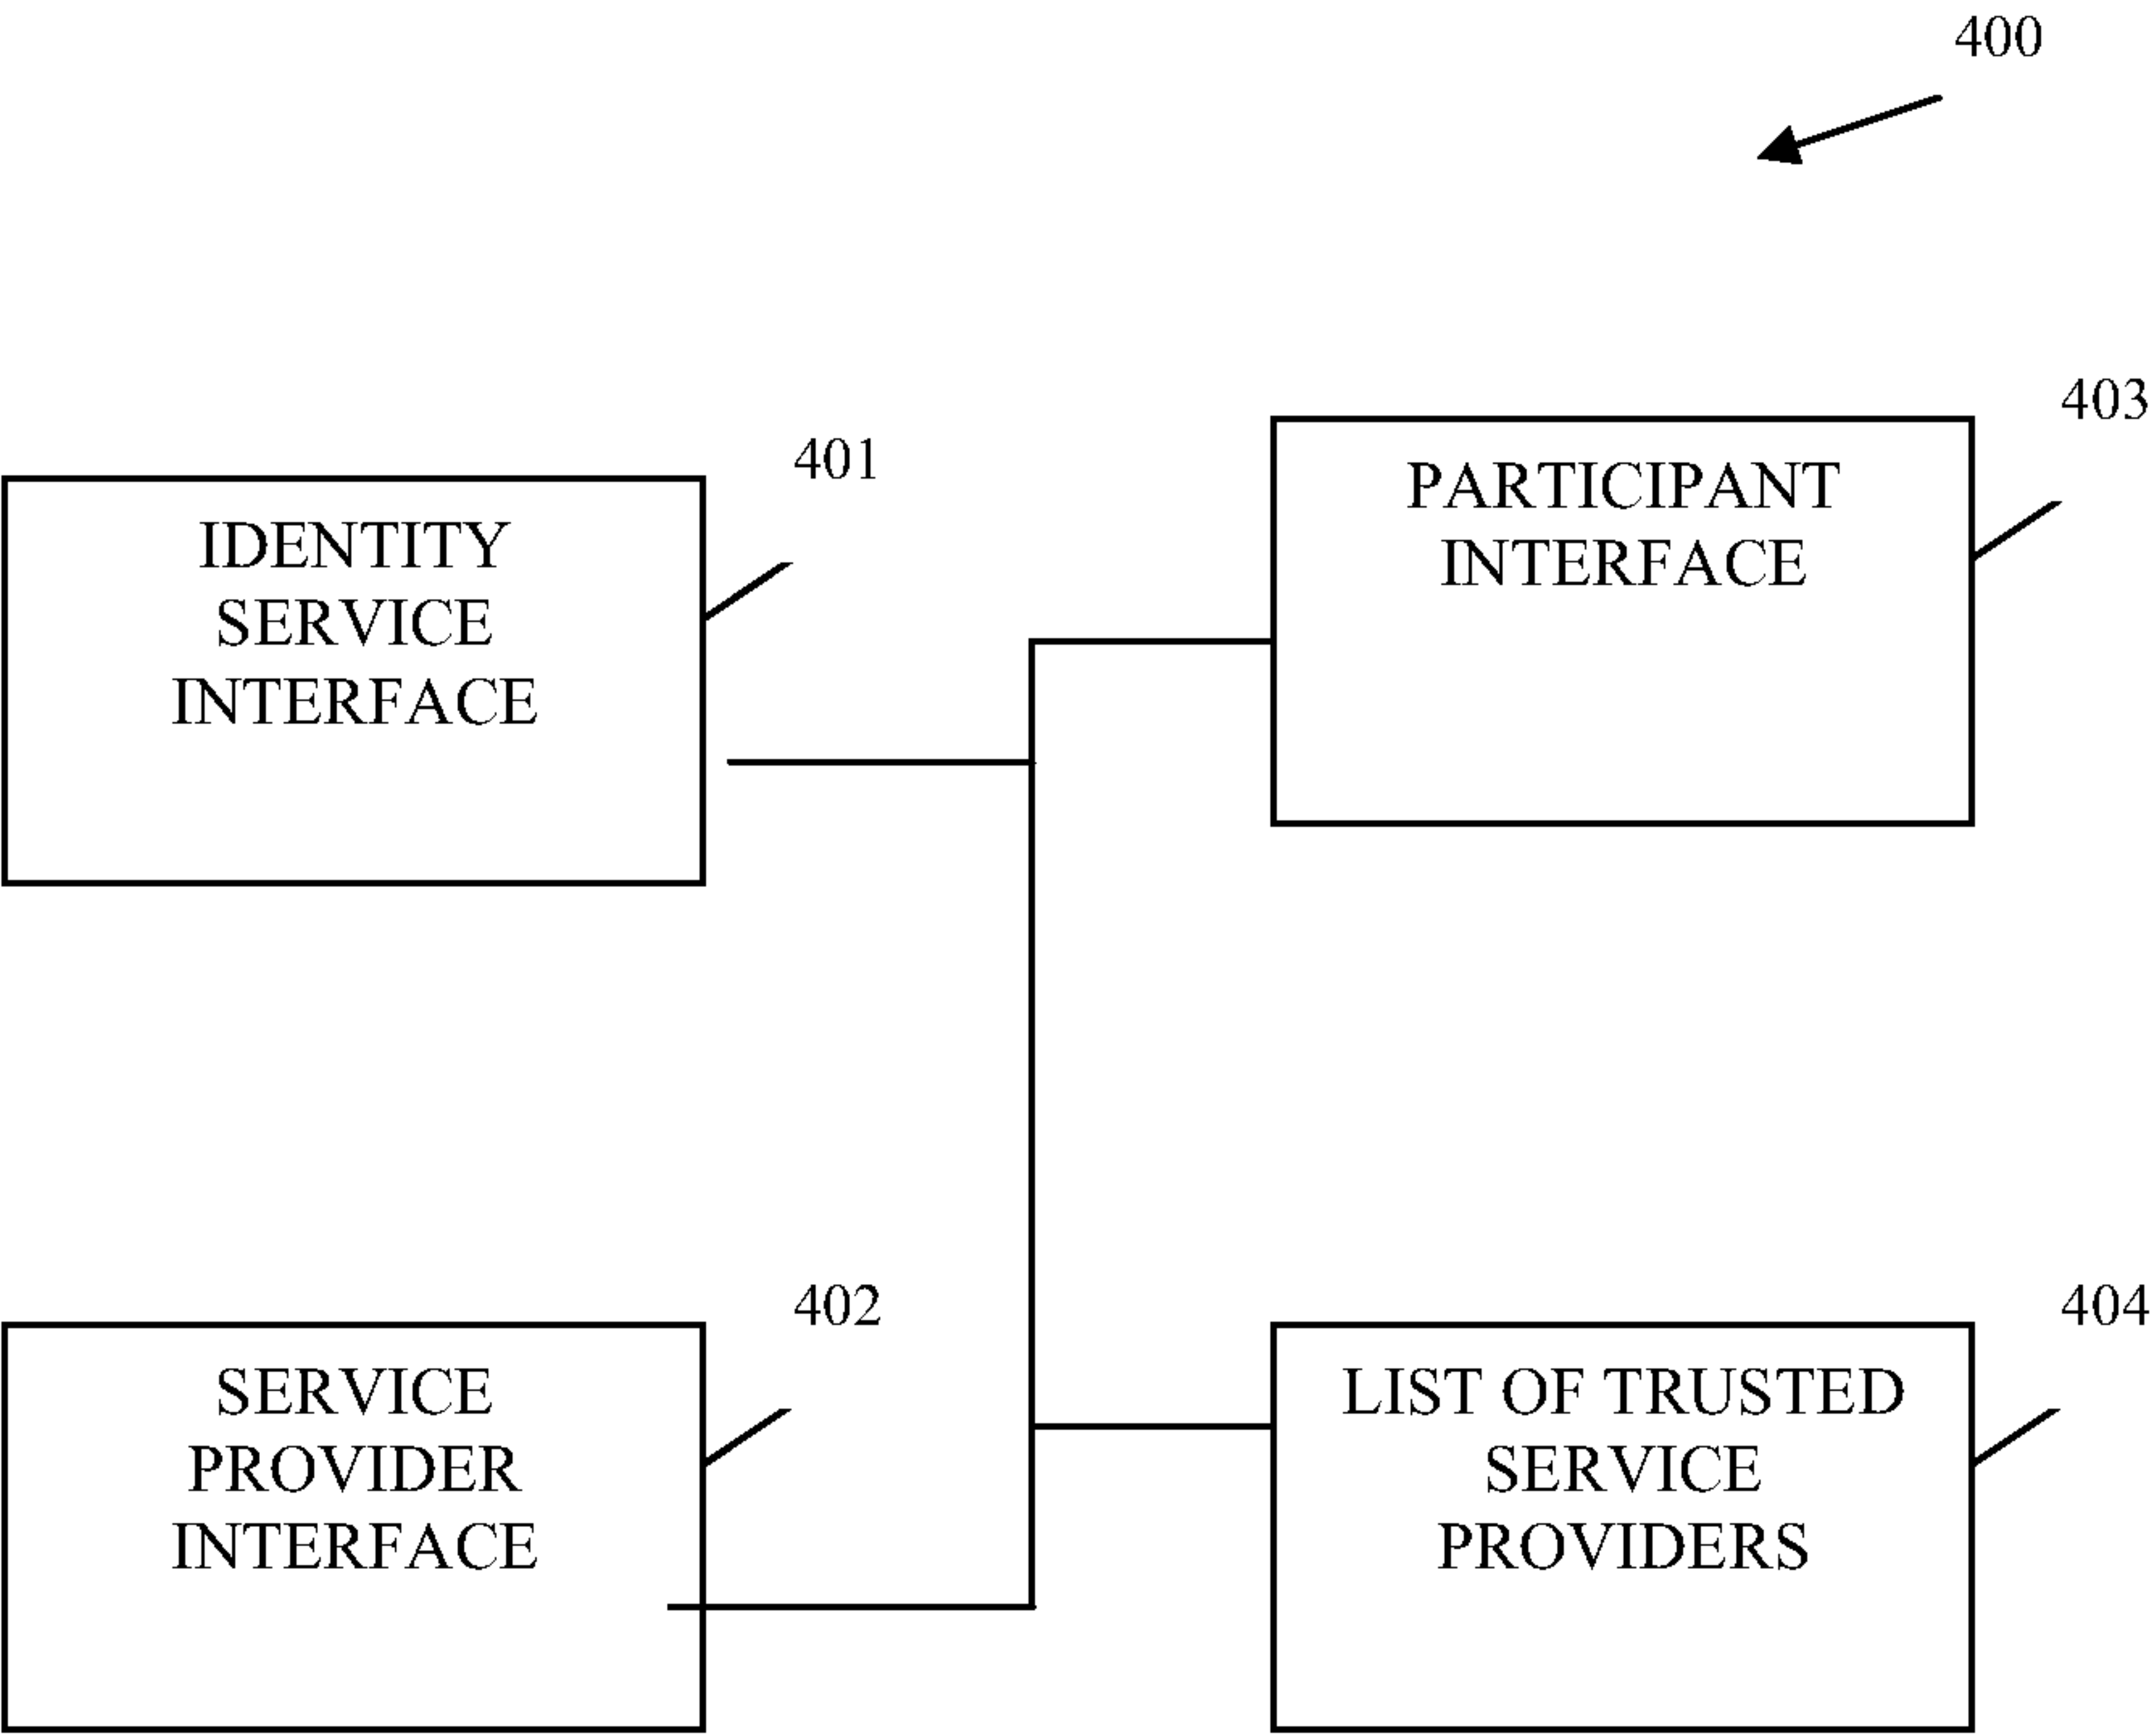 400
403
PARTICIPANT
INTERFACE
401
IDENTITY
SERVICE
INTERFACE
402
SERVICE
PROVIDER
INTERFACE
404
LIST OF TRUSTED
SERVICE
PROVIDERS